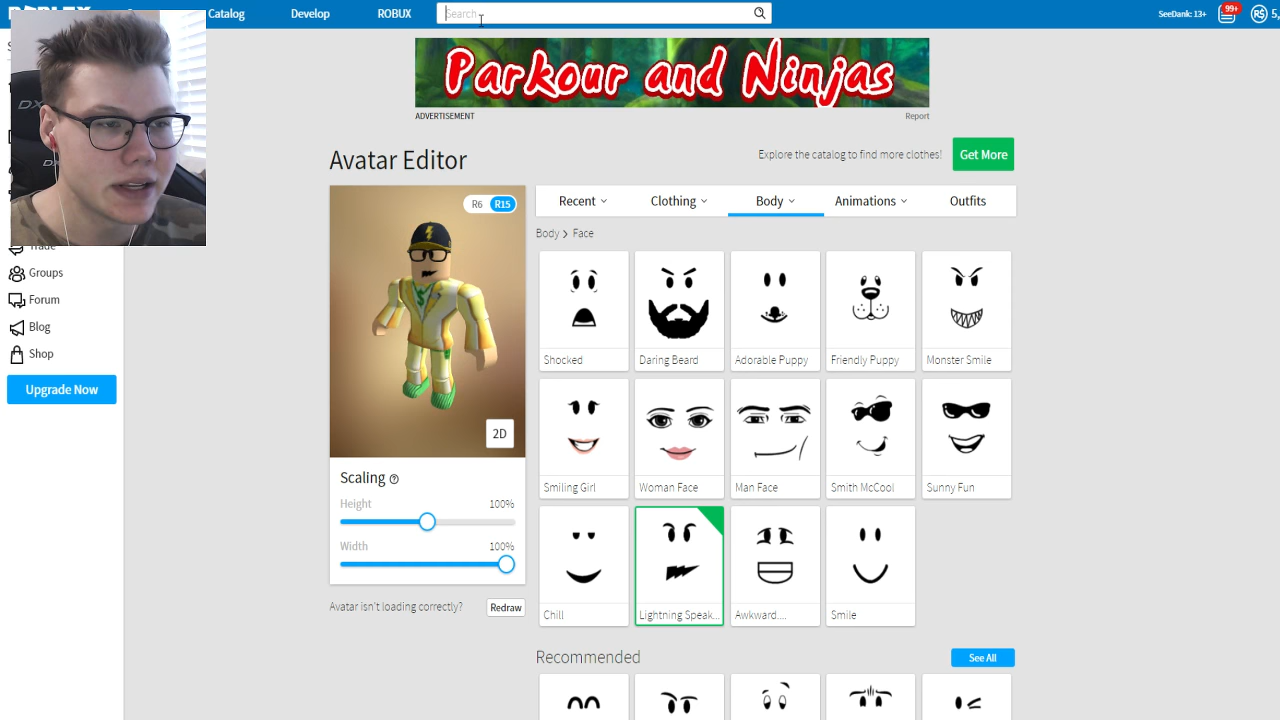 Catalog
Develop
ROBUX
Search
SeeDank: 13+
99+
R$ 5,
Parkour and Ninjas
ADVERTISEMENT
Report
Avatar Editor
Explore the catalog to find more clothes!
Get More
R6 R15
Recent
Clothing
Body
Animations
Outfits
Body > Face
Shocked
Daring Beard
Adorable Puppy
Friendly Puppy
Monster Smile
Smiling Girl
Woman Face
Man Face
Smith McCool
Sunny Fun
Chill
Lightning Speak...
Awkward....
Smile
2D
Scaling
Height 100%
Width 100%
Avatar isn't loading correctly?
Redraw
Recommended
See All
Trade
Groups
Forum
Blog
Shop
Upgrade Now
DX